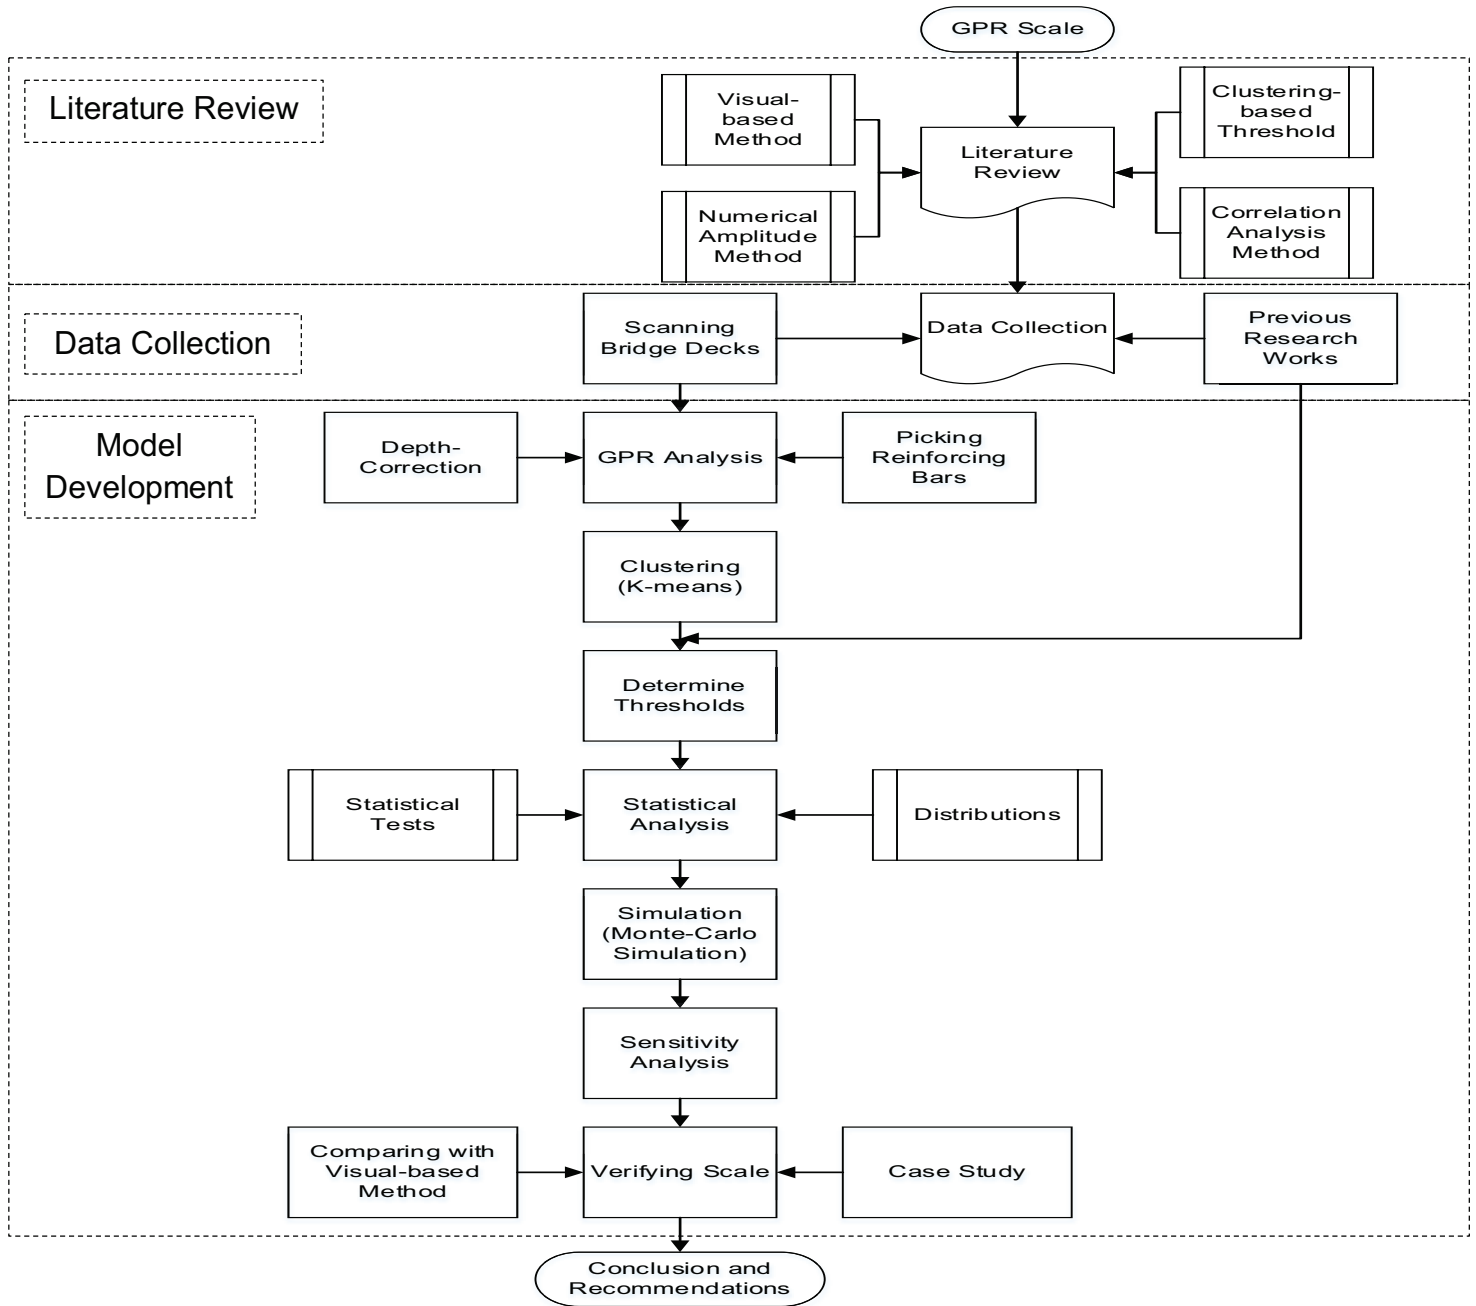 GPR Scale
Literature Review
Visual-
based
Method
Clustering-
based
Threshold
Literature
Review
Numerical
Amplitude
Method
Correlation
Analysis
Method
Data Collection
Scanning
Bridge Decks
Data Collection
Previous
Research
Works
Model
Development
Depth-
Correction
GPR Analysis
Picking
Reinforcing
Bars
Clustering
(K-means)
Determine
Thresholds
Statistical
Tests
Statistical
Analysis
Distributions
Simulation
(Monte-Carlo
Simulation)
Sensitivity
Analysis
Comparing with
Visual-based
Method
Verifying Scale
Case Study
Conclusion and
Recommendations